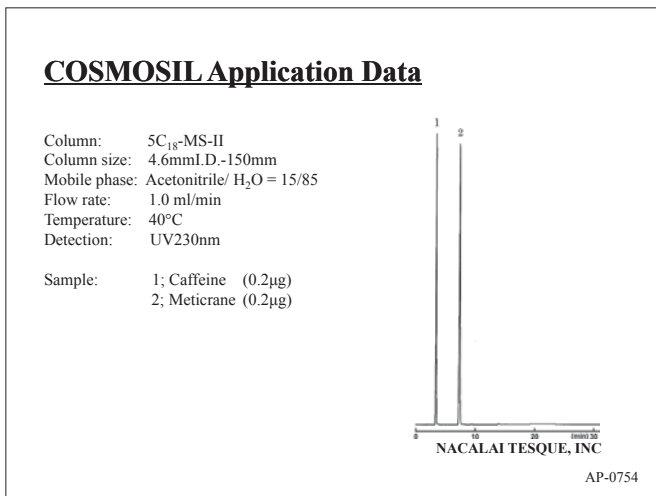 COSMOSIL Application Data
Column: 5C₁₈-MS-II
Column size: 4.6mmI.D.-150mm
Mobile phase: Acetonitrile/ H₂O = 15/85
Flow rate: 1.0 ml/min
Temperature: 40°C
Detection: UV230nm
Sample: 1; Caffeine (0.2μg)
2; Meticrane (0.2μg)
1
2
0 10 20 (min) 30
NACALAI TESQUE, INC
AP-0754